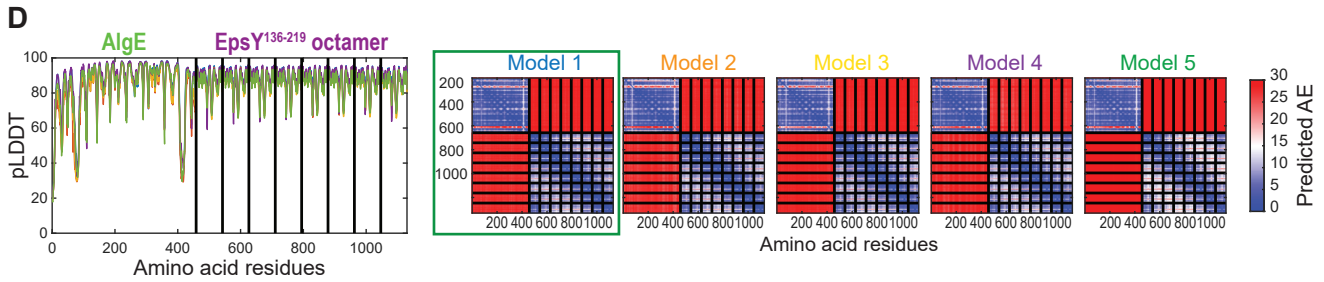 D
AlgE EpsY136-219 octamer
100
80
60
40
20
0
pLDDT
0 200 400 600 800 1000
Amino acid residues
Model 1 Model 2 Model 3 Model 4 Model 5
200
400
600
800
1000
200 400 600 800 1000 200 400 600 800 1000 200 400 600 800 1000 200 400 600 800 1000 200 400 600 800 1000
Amino acid residues
30
25
20
15
10
5
0
Predicted AE